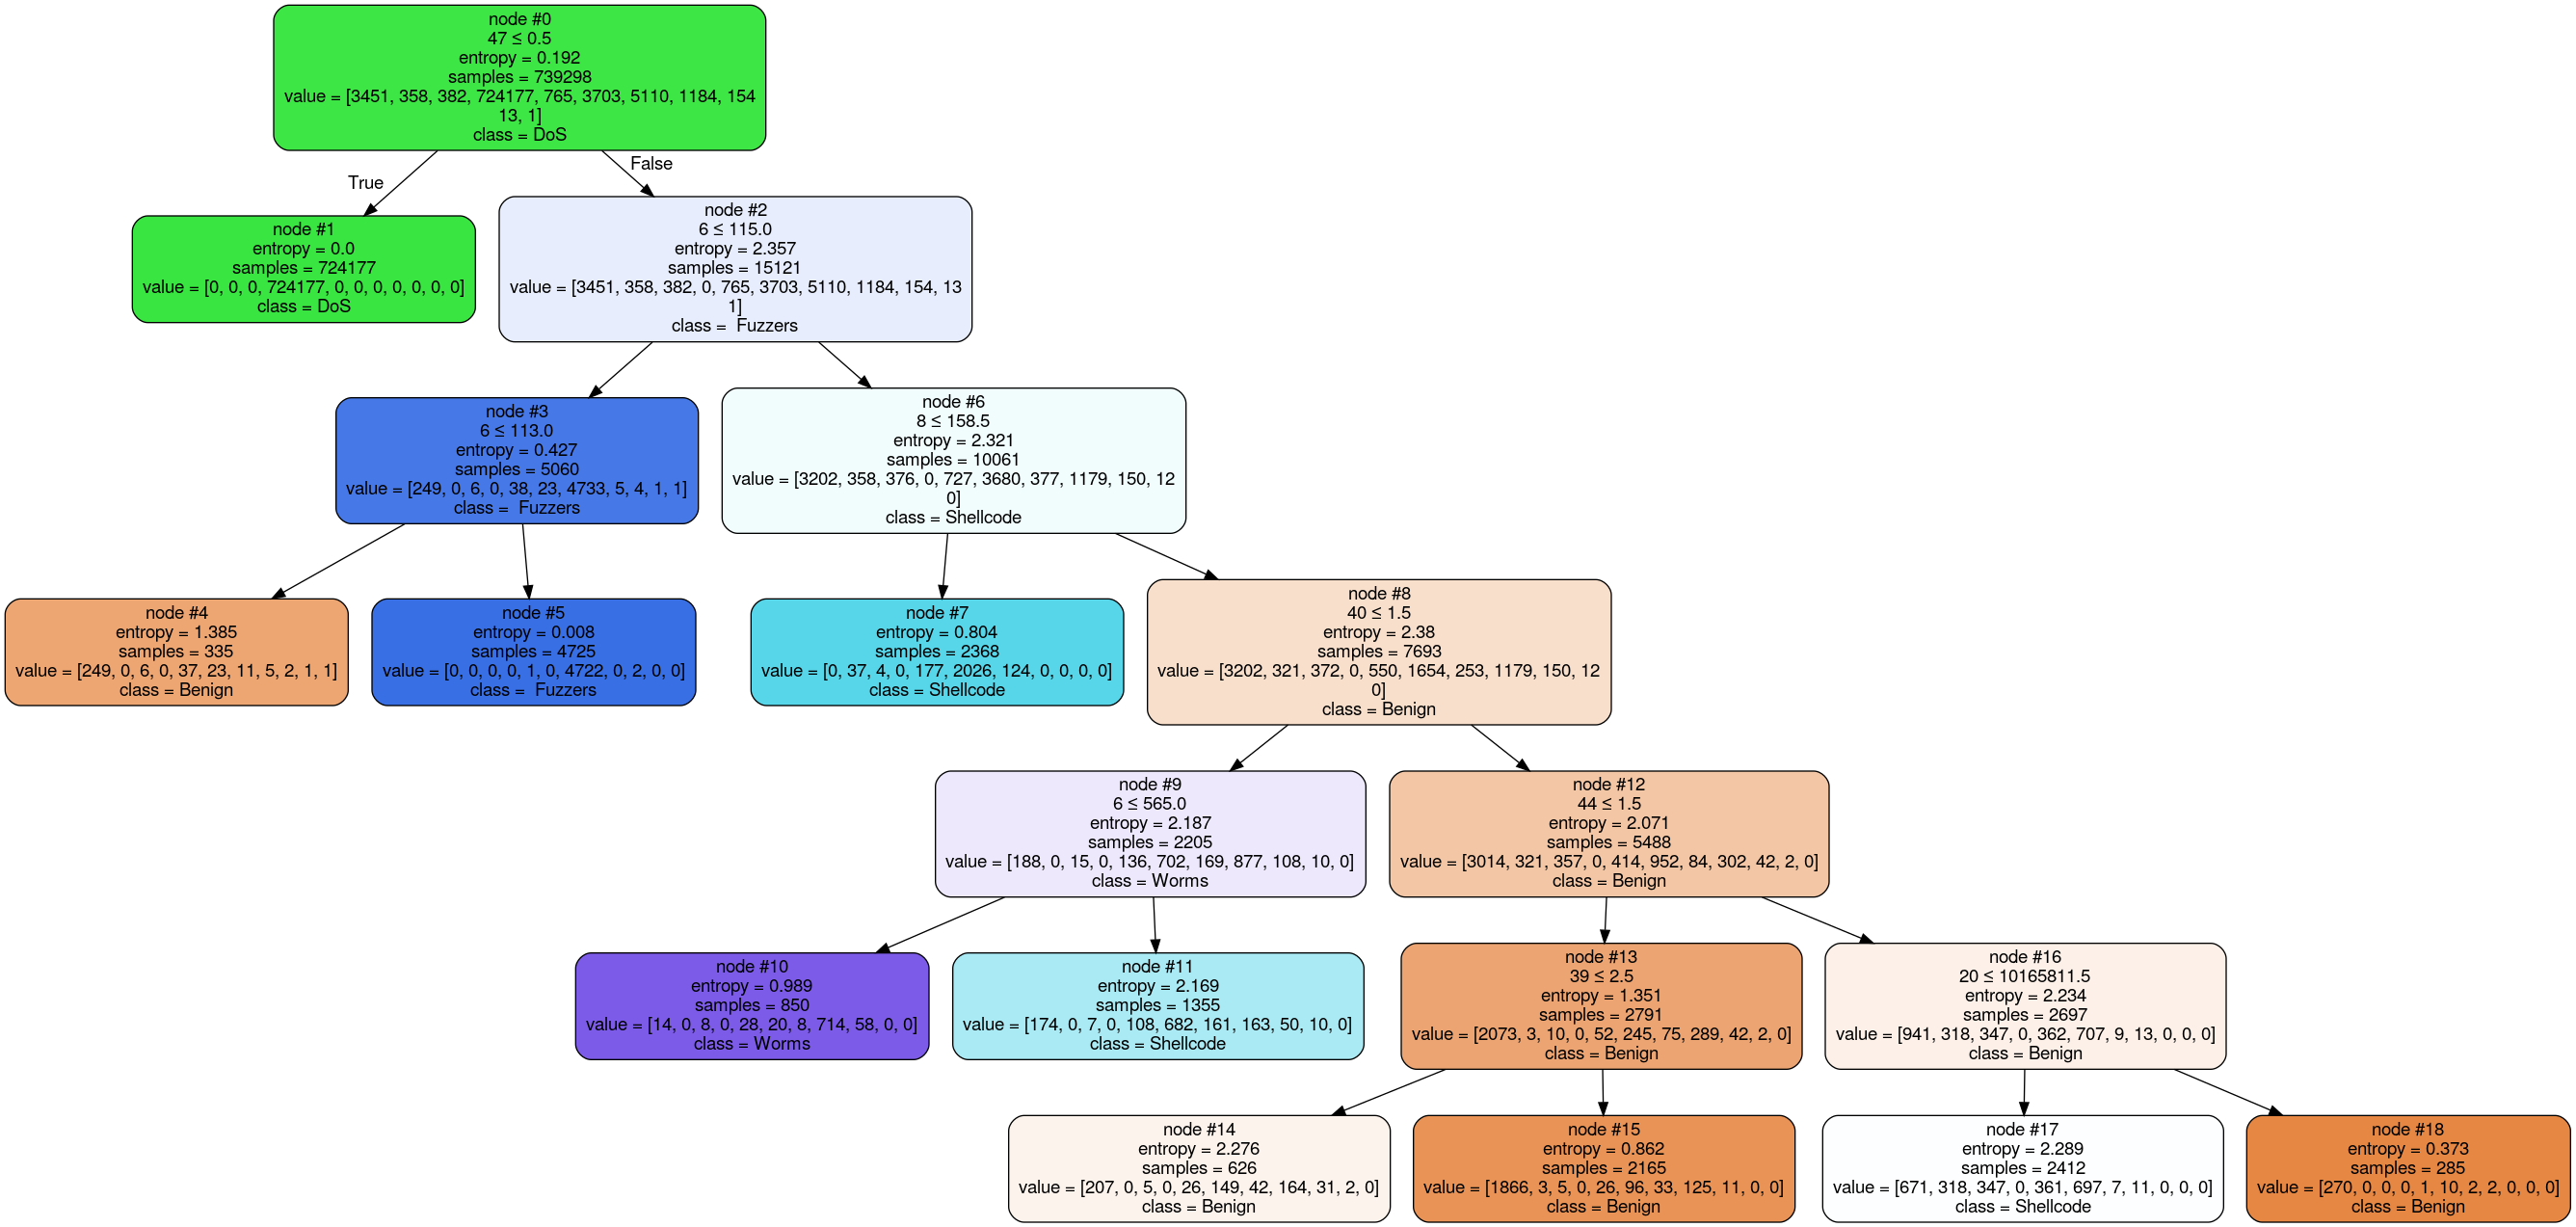 node #0
47 ≤ 0.5
entropy = 0.192
samples = 739298
value = [3451, 358, 382, 724177, 765, 3703, 5110, 1184, 154
13, 1]
class = DoS
True
False
node #1
entropy = 0.0
samples = 724177
value = [0, 0, 0, 724177, 0, 0, 0, 0, 0, 0, 0]
class = DoS
node #2
6 ≤ 115.0
entropy = 2.357
samples = 15121
value = [3451, 358, 382, 0, 765, 3703, 5110, 1184, 154, 13
1]
class =  Fuzzers
node #3
6 ≤ 113.0
entropy = 0.427
samples = 5060
value = [249, 0, 6, 0, 38, 23, 4733, 5, 4, 1, 1]
class =  Fuzzers
node #6
8 ≤ 158.5
entropy = 2.321
samples = 10061
value = [3202, 358, 376, 0, 727, 3680, 377, 1179, 150, 12
0]
class = Shellcode
node #4
entropy = 1.385
samples = 335
value = [249, 0, 6, 0, 37, 23, 11, 5, 2, 1, 1]
class = Benign
node #5
entropy = 0.008
samples = 4725
value = [0, 0, 0, 0, 1, 0, 4722, 0, 2, 0, 0]
class =  Fuzzers
node #7
entropy = 0.804
samples = 2368
value = [0, 37, 4, 0, 177, 2026, 124, 0, 0, 0, 0]
class = Shellcode
node #8
40 ≤ 1.5
entropy = 2.38
samples = 7693
value = [3202, 321, 372, 0, 550, 1654, 253, 1179, 150, 12
0]
class = Benign
node #9
6 ≤ 565.0
entropy = 2.187
samples = 2205
value = [188, 0, 15, 0, 136, 702, 169, 877, 108, 10, 0]
class = Worms
node #12
44 ≤ 1.5
entropy = 2.071
samples = 5488
value = [3014, 321, 357, 0, 414, 952, 84, 302, 42, 2, 0]
class = Benign
node #10
entropy = 0.989
samples = 850
value = [14, 0, 8, 0, 28, 20, 8, 714, 58, 0, 0]
class = Worms
node #11
entropy = 2.169
samples = 1355
value = [174, 0, 7, 0, 108, 682, 161, 163, 50, 10, 0]
class = Shellcode
node #13
39 ≤ 2.5
entropy = 1.351
samples = 2791
value = [2073, 3, 10, 0, 52, 245, 75, 289, 42, 2, 0]
class = Benign
node #16
20 ≤ 10165811.5
entropy = 2.234
samples = 2697
value = [941, 318, 347, 0, 362, 707, 9, 13, 0, 0, 0]
class = Benign
node #14
entropy = 2.276
samples = 626
value = [207, 0, 5, 0, 26, 149, 42, 164, 31, 2, 0]
class = Benign
node #15
entropy = 0.862
samples = 2165
value = [1866, 3, 5, 0, 26, 96, 33, 125, 11, 0, 0]
class = Benign
node #17
entropy = 2.289
samples = 2412
value = [671, 318, 347, 0, 361, 697, 7, 11, 0, 0, 0]
class = Shellcode
node #18
entropy = 0.373
samples = 285
value = [270, 0, 0, 0, 1, 10, 2, 2, 0, 0, 0]
class = Benign